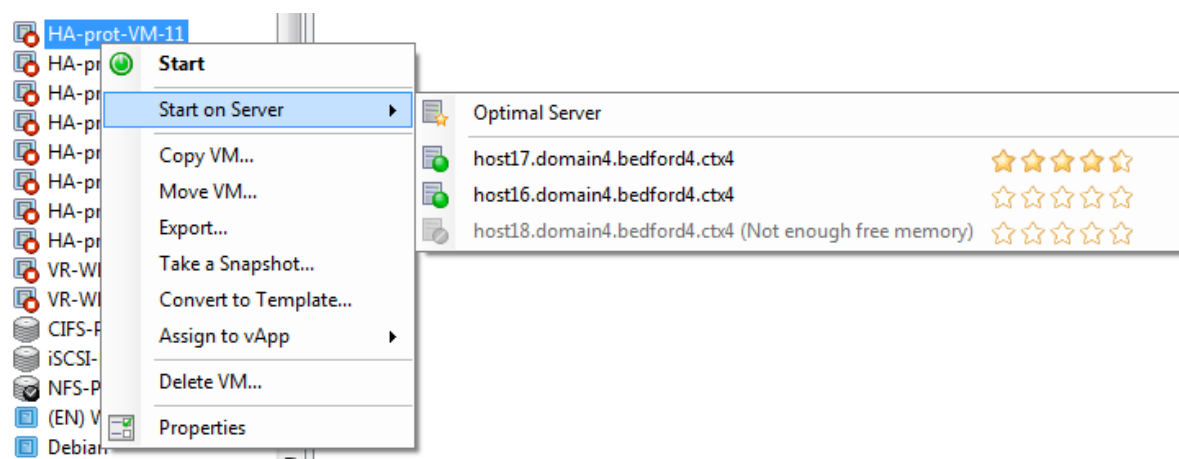 HA-prot-VM-11
HA-pr
HA-pr
HA-pr
HA-pr
HA-pr
HA-pr
HA-pr
VR-WI
VR-WI
CIFS-P
iSCSI-
NFS-P
(EN) V
Debian
Start
Start on Server
Copy VM...
Move VM...
Export...
Take a Snapshot...
Convert to Template...
Assign to vApp
Delete VM...
Properties
Optimal Server
host17.domain4.bedford4.ctx4
host16.domain4.bedford4.ctx4
host18.domain4.bedford4.ctx4 (Not enough free memory)